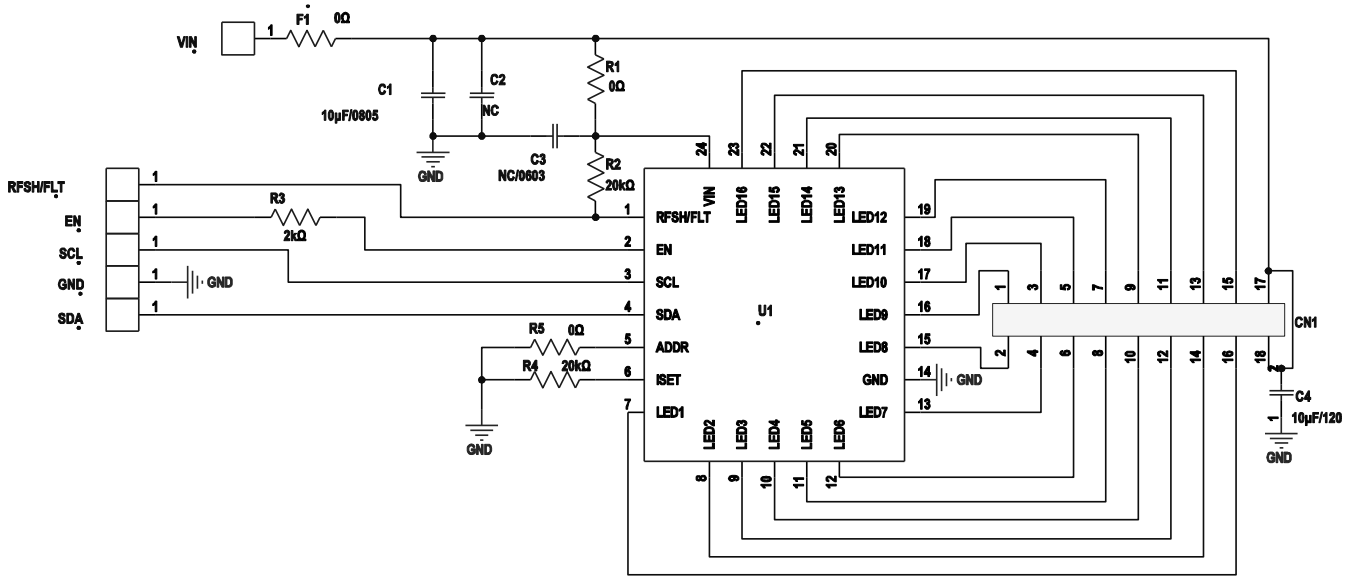 F1 0Ω
VIN 1
C1
10µF/0805
C2
NC
R1
0Ω
C3
NC/0603
R2
20kΩ
GND
RFSH/FLT 1
EN 1
R3
2kΩ
SCL 1
GND 1 GND
SDA 1
R5 0Ω
R4 20kΩ
GND
24 23 22 21 20
VIN LED16 LED15 LED14 LED13
1 RFSH/FLT
2 EN
3 SCL
4 SDA
5 ADDR
6 ISET
7 LED1
U1
LED12 19
LED11 18
LED10 17
LED9 16
LED8 15
GND 14 GND
LED7 13
LED2 LED3 LED4 LED5 LED6
8 9 10 11 12
1 3 5 7 9 11 13 15 17
CN1
2 4 6 8 10 12 14 16 18
2
C4
10µF/120
1
GND